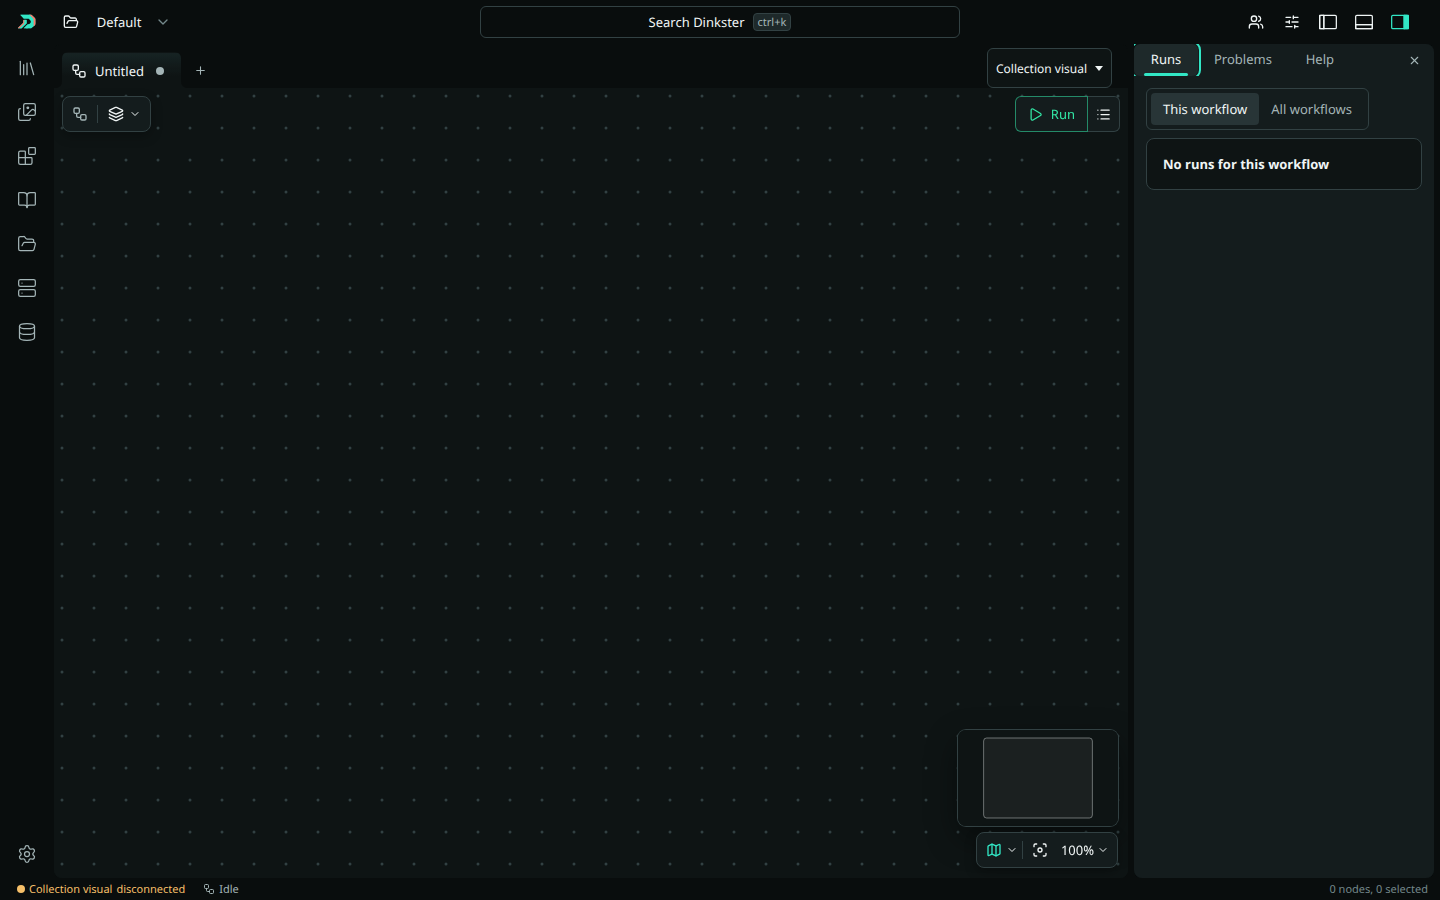 Default
Search Dinkster ctrl+k
Untitled
Collection visual
Runs Problems Help
Run
This workflow All workflows
No runs for this workflow
100%
Collection visual disconnected
Idle
0 nodes, 0 selected